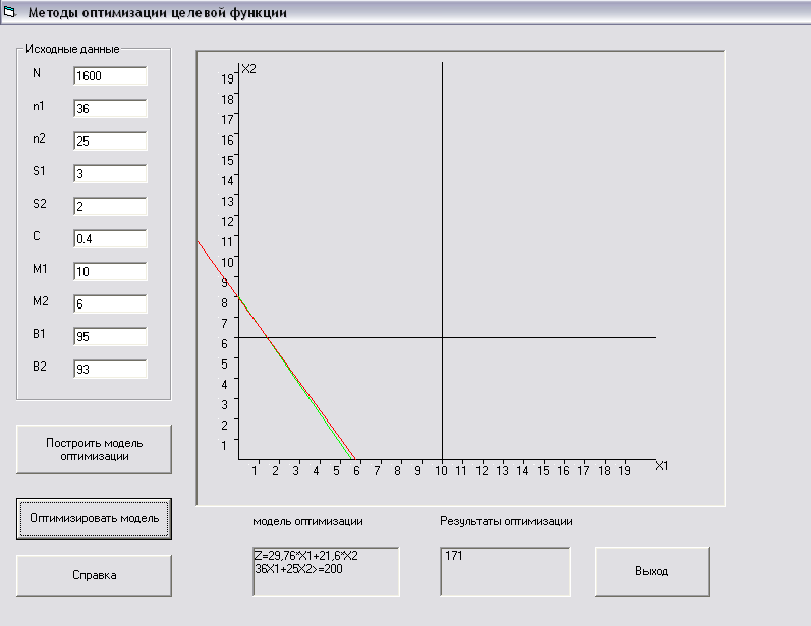 Методы оптимизации целевой функции
Исходные данные
N 1600
n1 36
n2 25
S1 3
S2 2
C 0.4
M1 10
M2 6
B1 95
B2 93
Построить модель
оптимизации
Оптимизировать модель
Справка
X2
19
18
17
16
15
14
13
12
11
10
9
8
7
6
5
4
3
2
1
1 2 3 4 5 6 7 8 9 10 11 12 13 14 15 16 17 18 19 X1
модель оптимизации
Z=29,76*X1+21,6*X2
36X1+25X2>=200
Результаты оптимизации
171
Выход